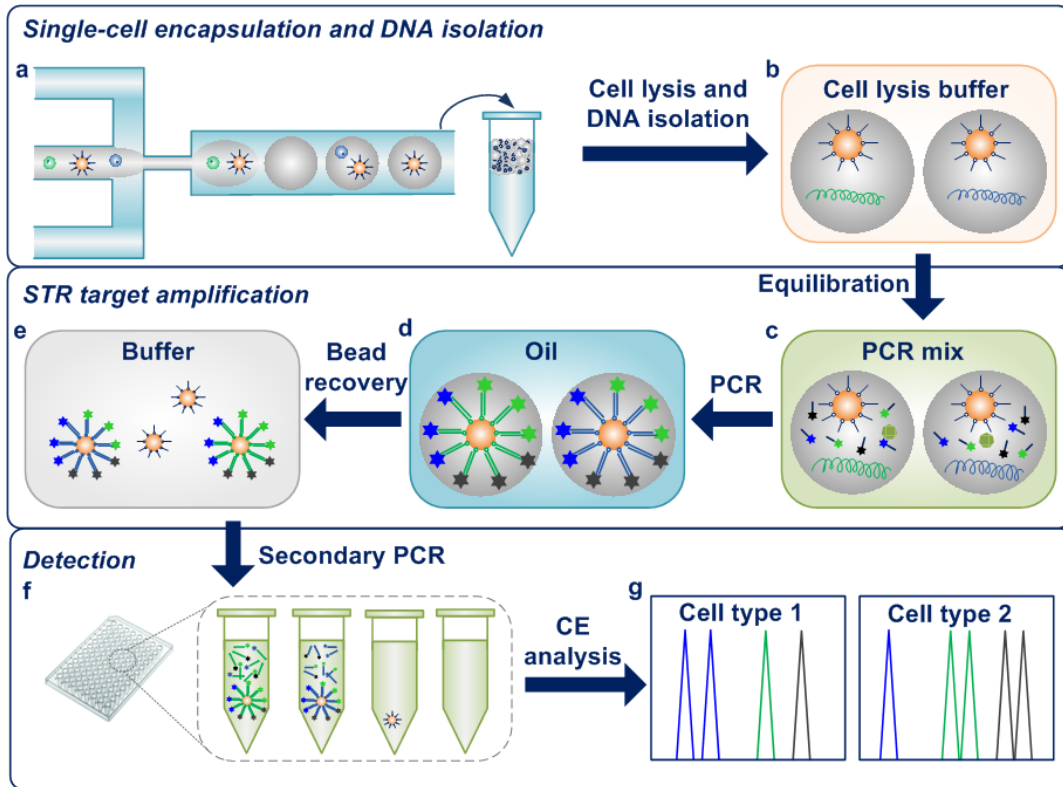 Single-cell encapsulation and DNA isolation
a
Cell lysis and
DNA isolation
b
Cell lysis buffer
Equilibration
STR target amplification
e
Buffer
Bead
recovery
d
Oil
PCR
c
PCR mix
Detection
Secondary PCR
f
CE
analysis
g
Cell type 1
Cell type 2